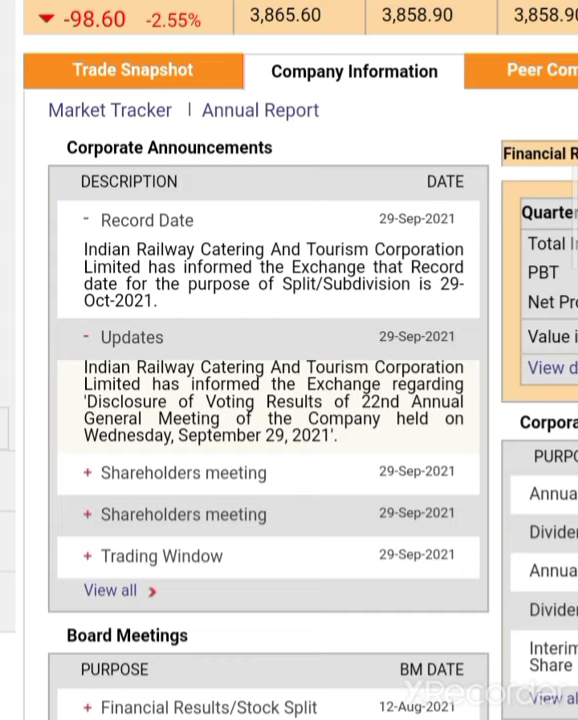 -98.60 -2.55% 3,865.60 3,858.90 3,858.90
Trade Snapshot Company Information Peer Com
Market Tracker | Annual Report
Corporate Announcements
Financial R
DESCRIPTION DATE
- Record Date 29-Sep-2021
Indian Railway Catering And Tourism Corporation
Limited has informed the Exchange that Record
date for the purpose of Split/Subdivision is 29-
Oct-2021.
- Updates 29-Sep-2021
Indian Railway Catering And Tourism Corporation
Limited has informed the Exchange regarding
'Disclosure of Voting Results of 22nd Annual
General Meeting of the Company held on
Wednesday, September 29, 2021'.
+ Shareholders meeting 29-Sep-2021
+ Shareholders meeting 29-Sep-2021
+ Trading Window 29-Sep-2021
View all
Board Meetings
PURPOSE BM DATE
+ Financial Results/Stock Split 12-Aug-2021
Quarter
Total I
PBT
Net Pr
Value i
View d
Corpora
PURPO
Annua
Divide
Annua
Divide
Interim
Share
View al
XRecorder